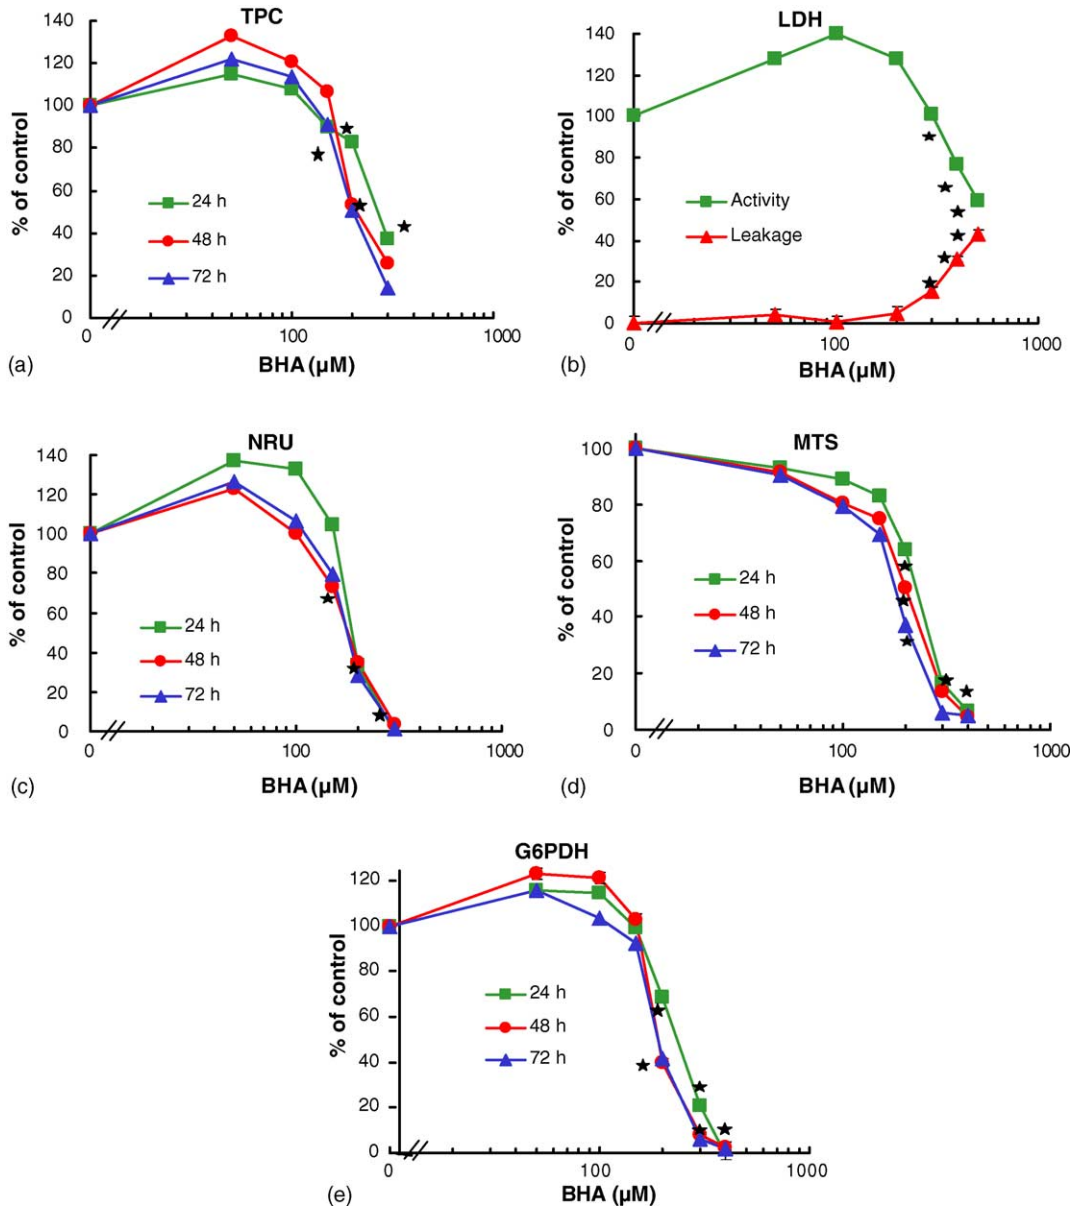 TPC
140
120
100
80
60
40
20
0
% of control
24 h
48 h
72 h
0 100 1000
BHA (µM)
(a)
LDH
140
120
100
80
60
40
20
0
% of control
Activity
Leakage
0 100 1000
BHA (µM)
(b)
NRU
140
120
100
80
60
40
20
0
% of control
24 h
48 h
72 h
0 100 1000
BHA (µM)
(c)
MTS
100
80
60
40
20
0
% of control
24 h
48 h
72 h
0 100 1000
BHA (µM)
(d)
G6PDH
120
100
80
60
40
20
0
% of control
24 h
48 h
72 h
0 100 1000
BHA (µM)
(e)